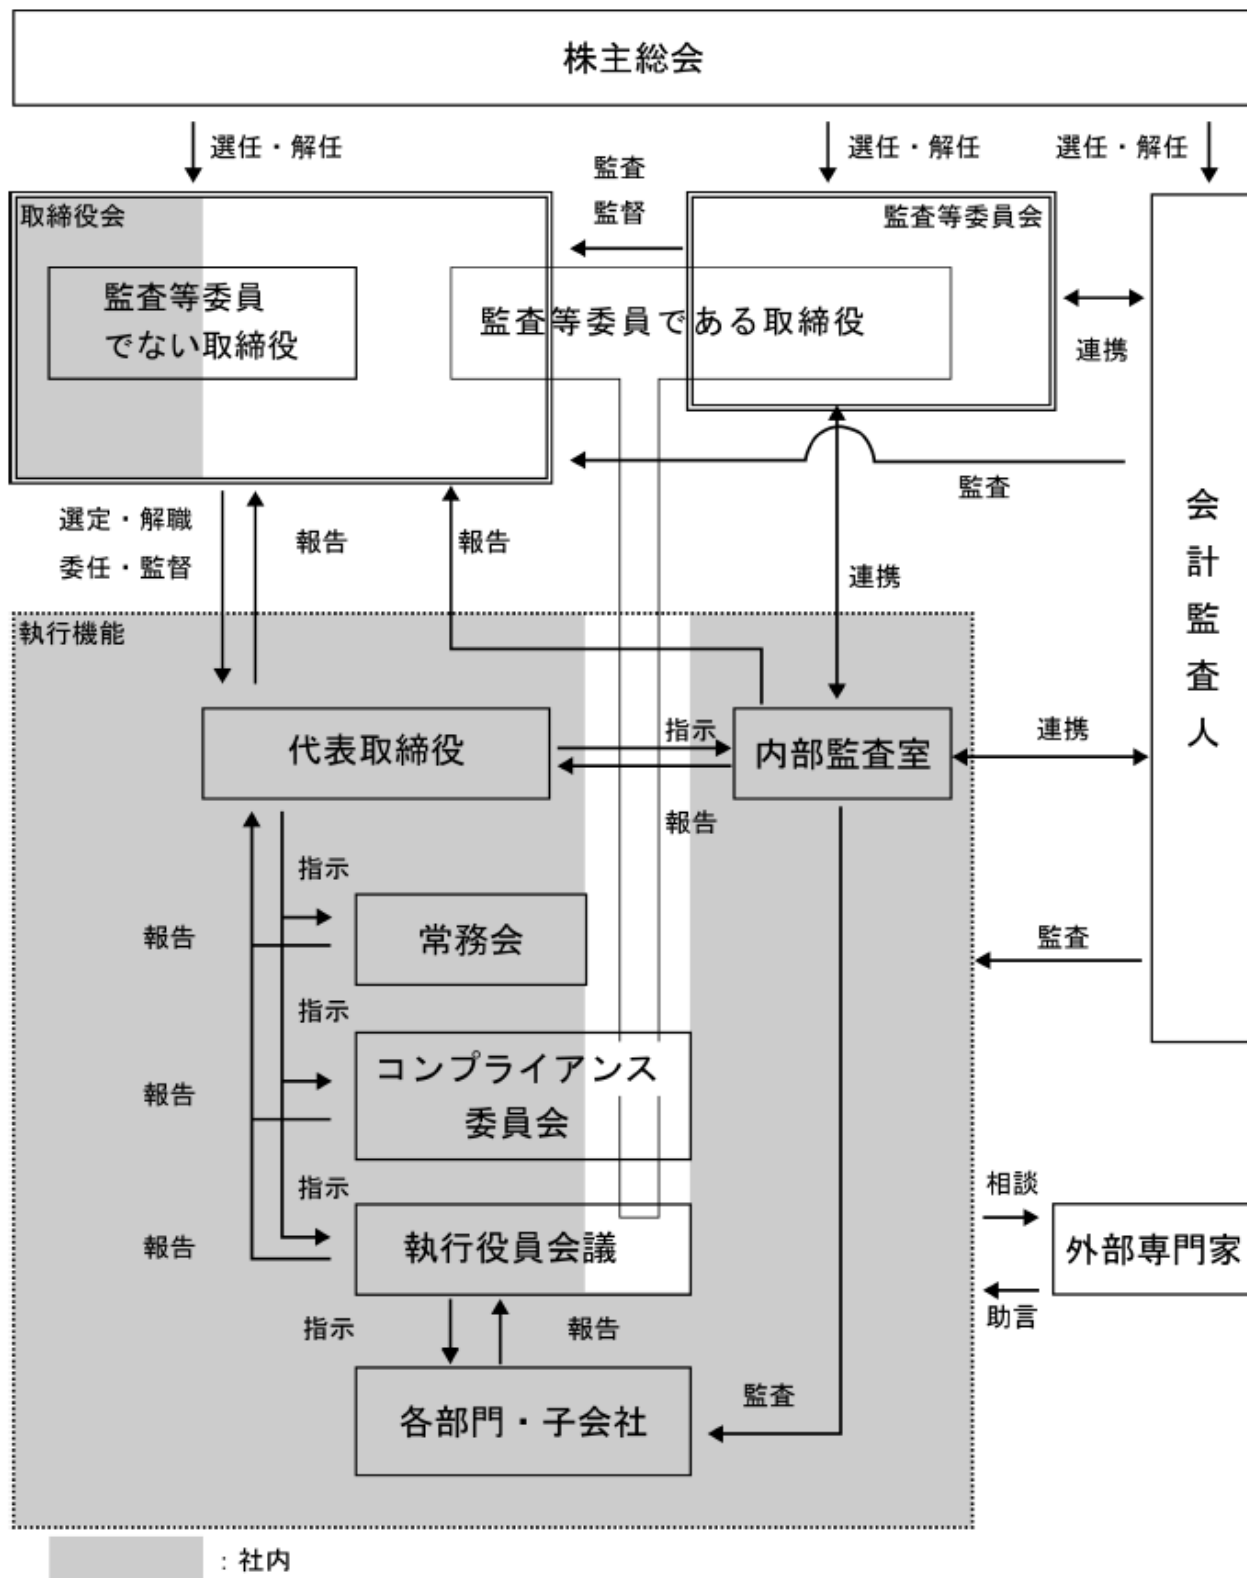 株主総会
選任・解任
選任・解任
選任・解任
監査
監督
取締役会
監査等委員会
監査等委員
でない取締役
監査等委員である取締役
連携
監査
会計監査人
選定・解職
委任・監督
報告
報告
連携
執行機能
代表取締役
指示
報告
内部監査室
連携
指示
報告
常務会
監査
指示
報告
コンプライアンス
委員会
指示
報告
執行役員会議
相談
外部専門家
助言
指示
報告
各部門・子会社
監査
:社内